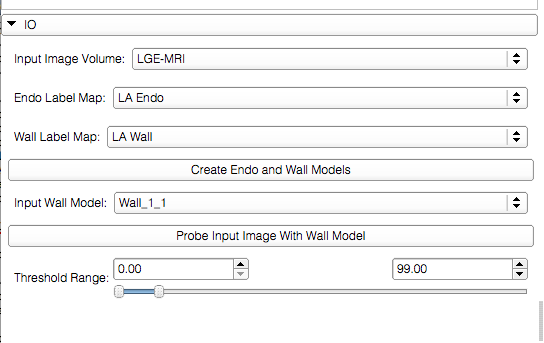 IO
Input Image Volume: LGE-MRI
Endo Label Map: LA Endo
Wall Label Map: LA Wall
Create Endo and Wall Models
Input Wall Model: Wall_1_1
Probe Input Image With Wall Model
Threshold Range: 0.00 99.00